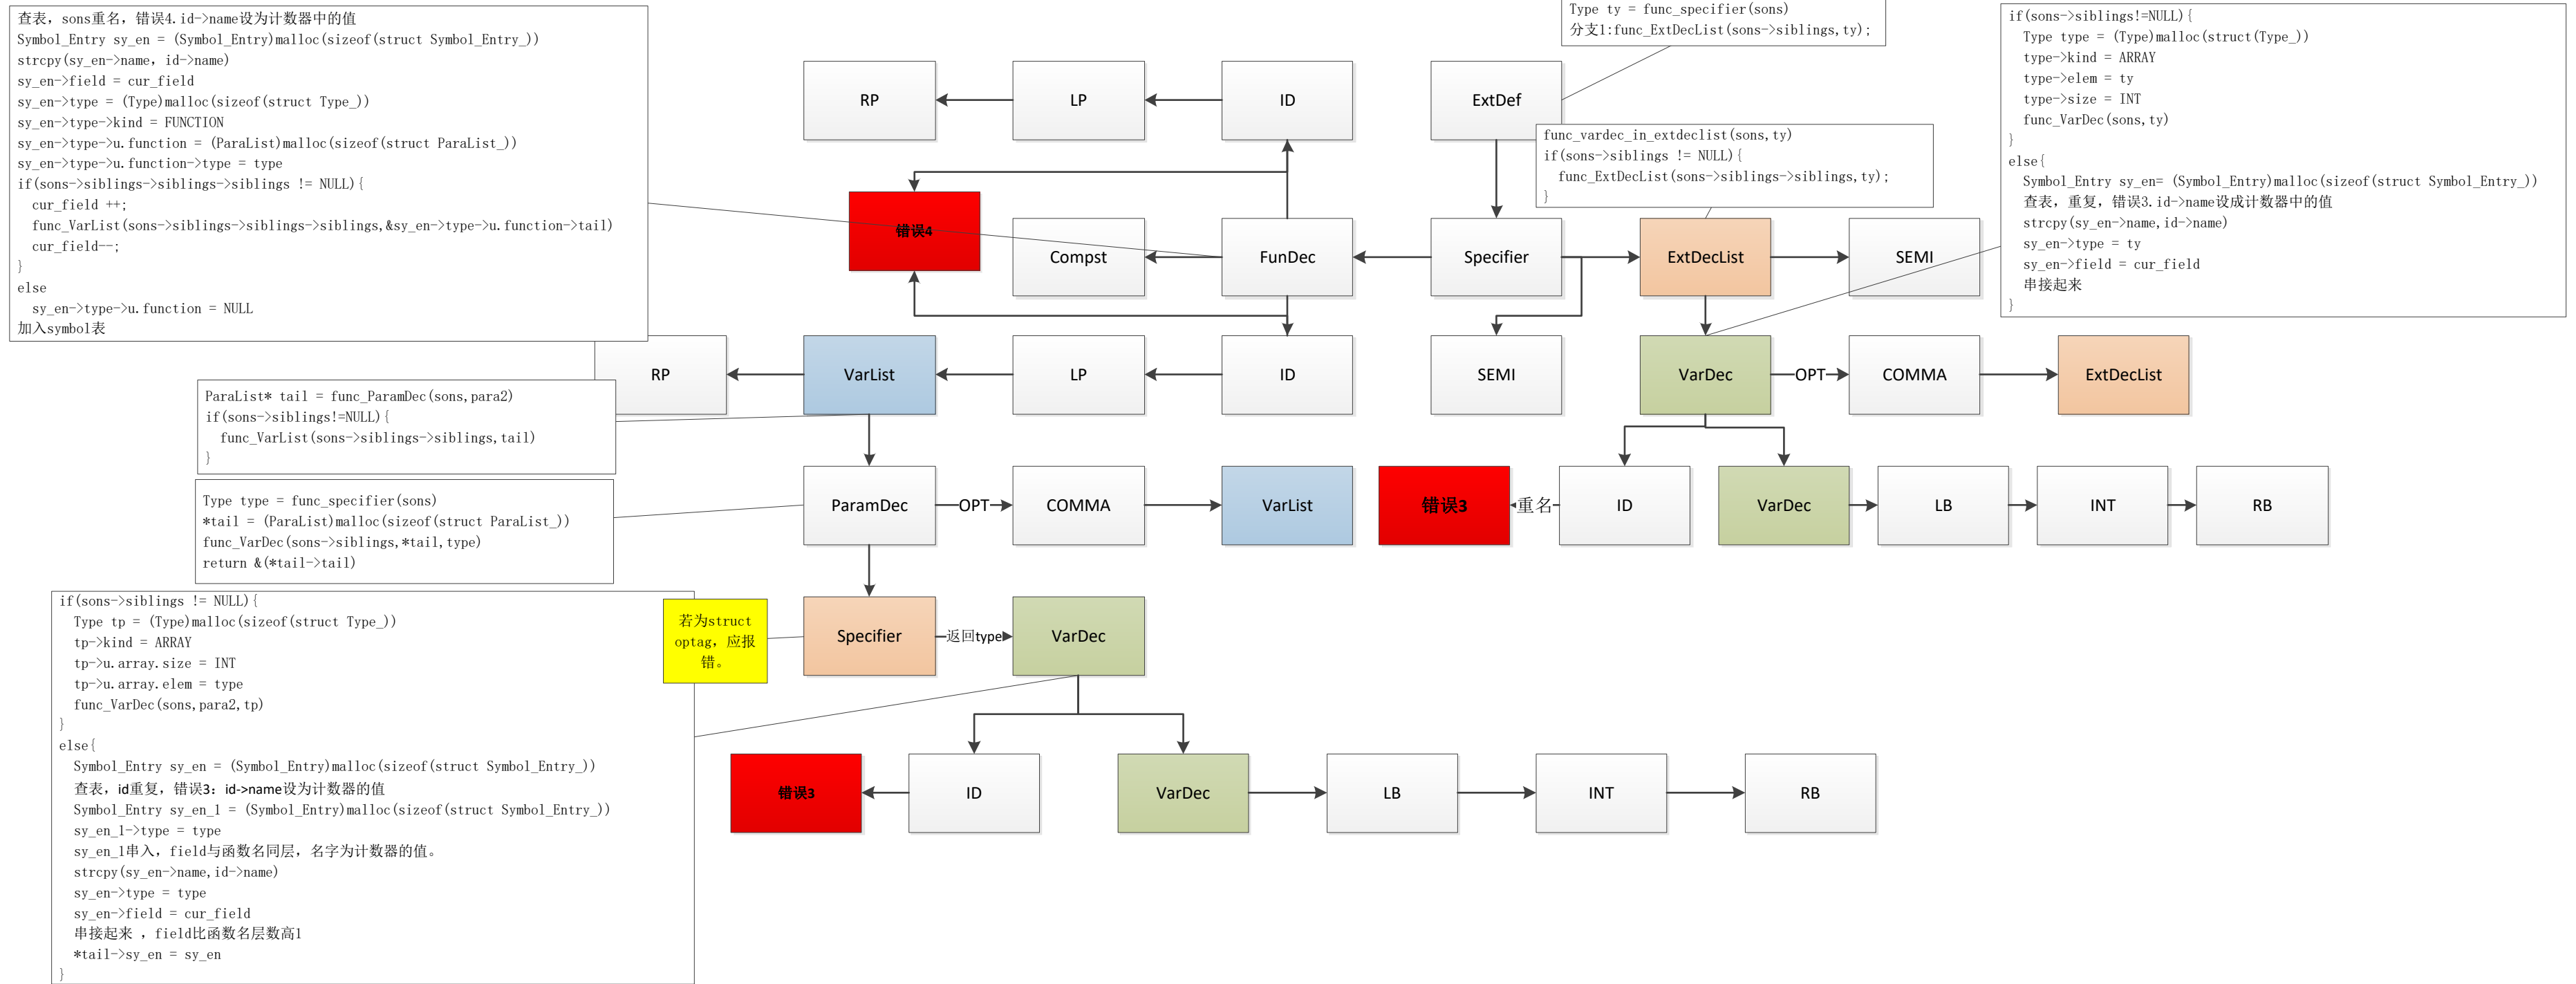 查表，sons重名，错误4.id->name设为计数器中的值
Symbol_Entry sy_en = (Symbol_Entry)malloc(sizeof(struct Symbol_Entry_))
strcpy(sy_en->name, id->name)
sy_en->field = cur_field
sy_en->type = (Type)malloc(sizeof(struct Type_))
sy_en->type->kind = FUNCTION
sy_en->type->u.function = (ParaList)malloc(sizeof(struct ParaList_))
sy_en->type->u.function->type = type
if(sons->siblings->siblings->siblings != NULL){
cur_field ++;
func_VarList(sons->siblings->siblings->siblings,&sy_en->type->u.function->tail)
cur_field--;
}
else
sy_en->type->u.function = NULL
加入symbol表
Type ty = func_specifier(sons)
分支1:func_ExtDecList(sons->siblings,ty);
if(sons->siblings!=NULL){
Type type = (Type)malloc(struct(Type_))
type->kind = ARRAY
type->elem = ty
type->size = INT
func_VarDec(sons,ty)
}
else{
Symbol_Entry sy_en= (Symbol_Entry)malloc(sizeof(struct Symbol_Entry_))
查表，重复，错误3.id->name设成计数器中的值
strcpy(sy_en->name,id->name)
sy_en->type = ty
sy_en->field = cur_field
串接起来
}
RP
LP
ID
ExtDef
func_vardec_in_extdeclist(sons,ty)
if(sons->siblings != NULL){
func_ExtDecList(sons->siblings->siblings,ty);
}
错误4
Compst
FunDec
Specifier
ExtDecList
SEMI
RP
VarList
LP
ID
SEMI
VarDec
OPT
COMMA
ExtDecList
ParaList* tail = func_ParamDec(sons,para2)
if(sons->siblings!=NULL){
func_VarList(sons->siblings->siblings,tail)
}
Type type = func_specifier(sons)
*tail = (ParaList)malloc(sizeof(struct ParaList_))
func_VarDec(sons->siblings,*tail,type)
return &(*tail->tail)
ParamDec
OPT
COMMA
VarList
错误3
重名
ID
VarDec
LB
INT
RB
if(sons->siblings != NULL){
Type tp = (Type)malloc(sizeof(struct Type_))
tp->kind = ARRAY
tp->u.array.size = INT
tp->u.array.elem = type
func_VarDec(sons,para2,tp)
}
else{
Symbol_Entry sy_en = (Symbol_Entry)malloc(sizeof(struct Symbol_Entry_))
查表，id重复，错误3：id->name设为计数器的值
Symbol_Entry sy_en_1 = (Symbol_Entry)malloc(sizeof(struct Symbol_Entry_))
sy_en_1->type = type
sy_en_1串入，field与函数名同层，名字为计数器的值。
strcpy(sy_en->name,id->name)
sy_en->type = type
sy_en->field = cur_field
串接起来 ，field比函数名层数高1
*tail->sy_en = sy_en
}
若为struct
optag，应报
错。
Specifier
返回type
VarDec
错误3
ID
VarDec
LB
INT
RB